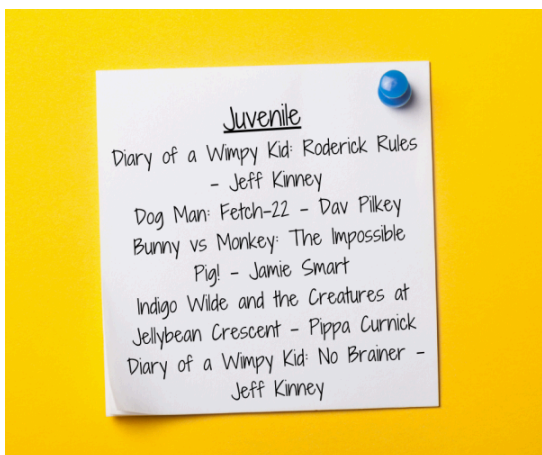 Juvenile
Diary of a Wimpy Kid: Roderick Rules
- Jeff Kinney
Dog Man: Fetch-22 - Dav Pilkey
Bunny vs Monkey: The Impossible
Pig! - Jamie Smart
Indigo Wilde and the Creatures at
Jellybean Crescent - Pippa Curnick
Diary of a Wimpy Kid: No Brainer -
Jeff Kinney